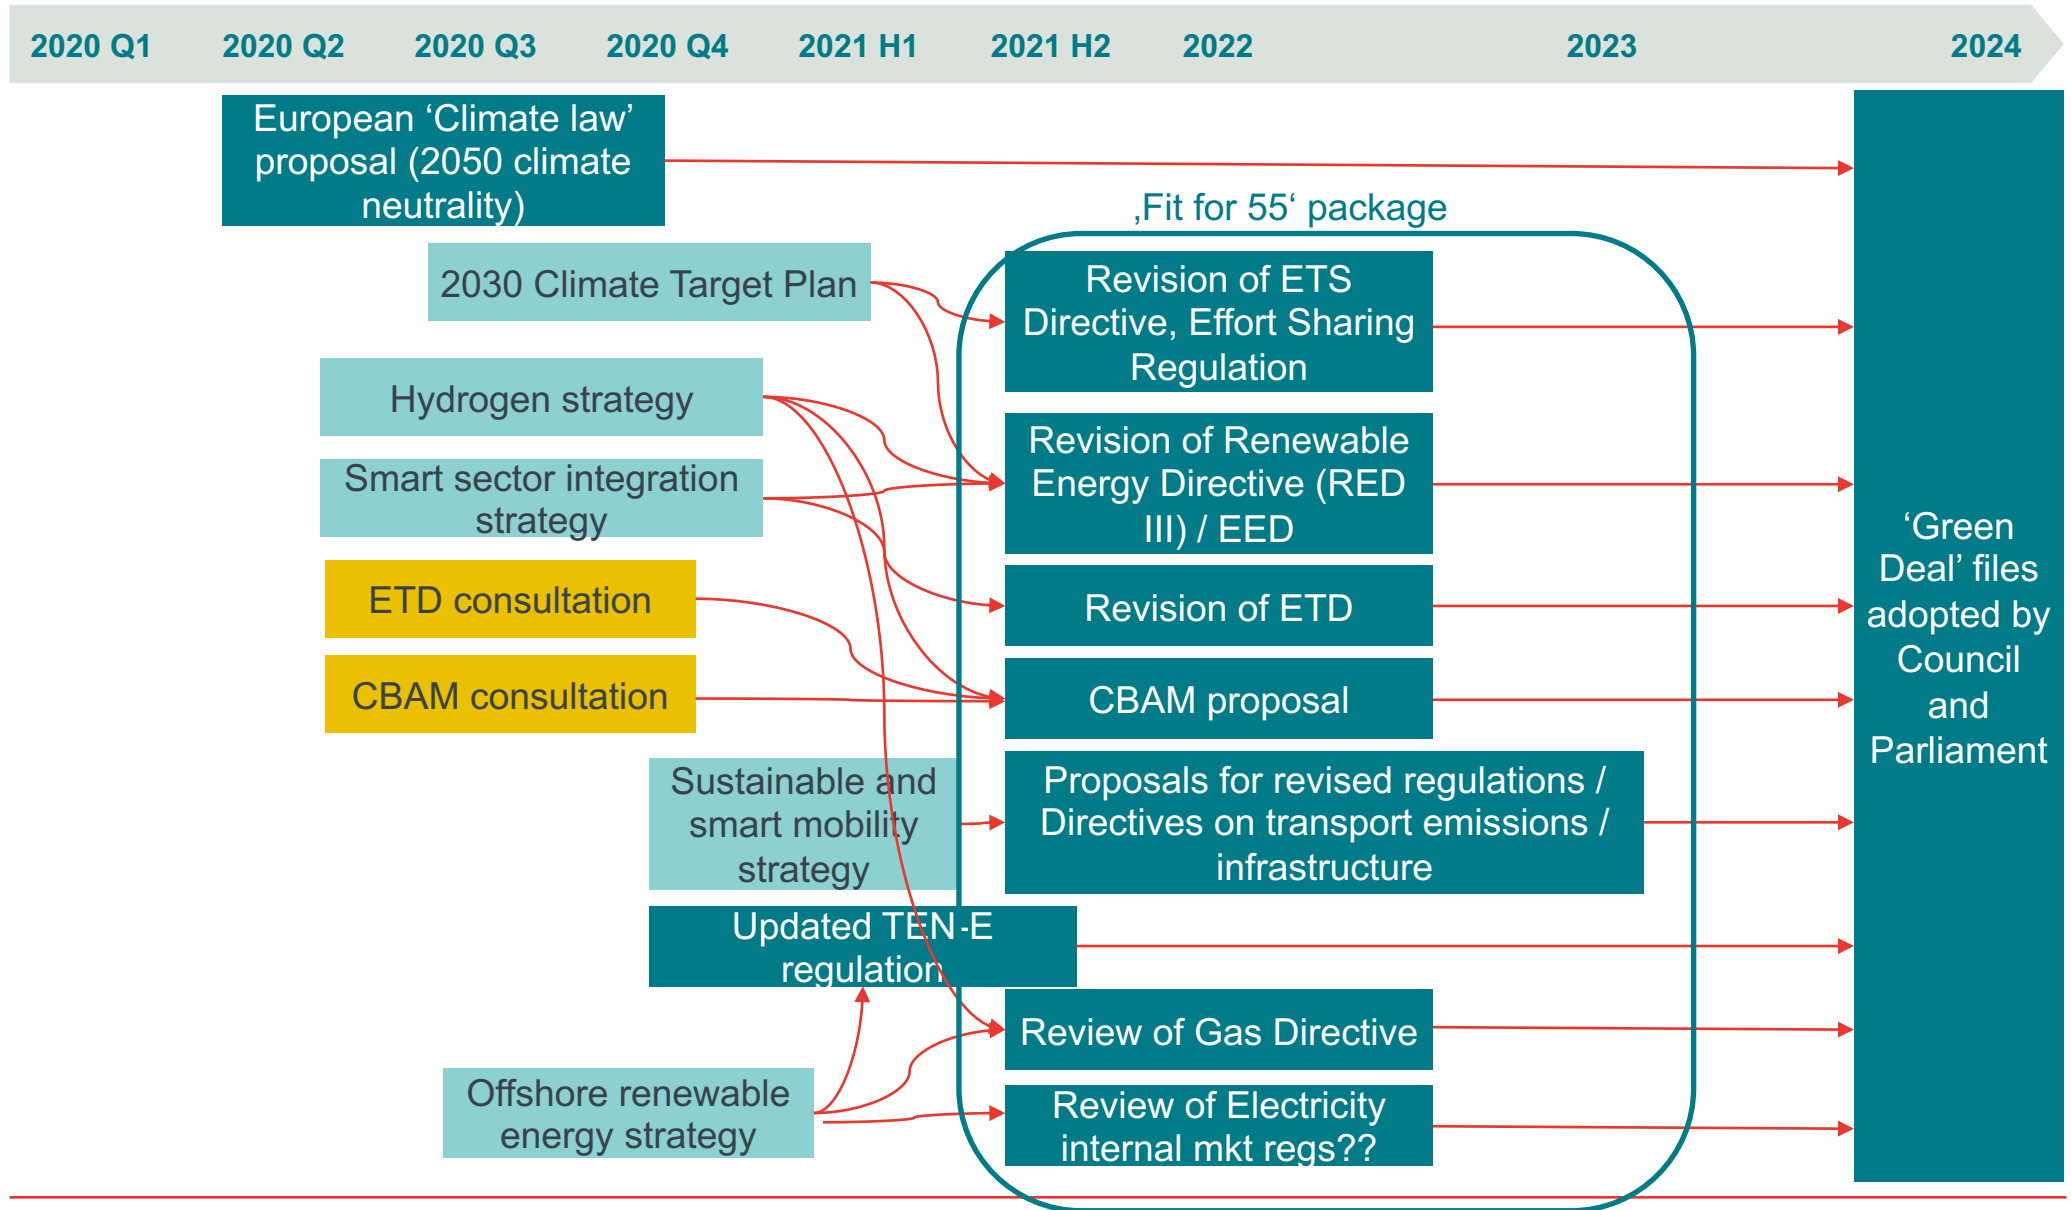 2020 Q1 2020 Q2 2020 Q3 2020 Q4 2021 H1 2021 H2 2022 2023 2024
European ‘Climate law’
proposal (2050 climate
neutrality)
‚Fit for 55‘ package
2030 Climate Target Plan
Revision of ETS
Directive, Effort Sharing
Regulation
Hydrogen strategy
Revision of Renewable
Energy Directive (RED
III) / EED
Smart sector integration
strategy
ETD consultation
Revision of ETD
CBAM consultation
CBAM proposal
Sustainable and
smart mobility
strategy
Proposals for revised regulations /
Directives on transport emissions /
infrastructure
Updated TEN-E
regulation
Review of Gas Directive
Offshore renewable
energy strategy
Review of Electricity
internal mkt regs??
‘Green
Deal’ files
adopted by
Council
and
Parliament